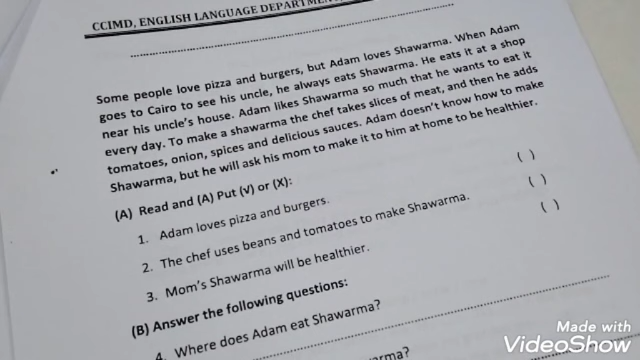 CCIMD, ENGLISH LANGUAGE
Some people love pizza and burgers, but Adam loves Shawarma. When Adam
goes to Cairo to see his uncle, he always eats Shawarma. He eats it at a shop
near his uncle's house. Adam likes Shawarma so much that he wants to eat it
every day. To make a shawarma the chef takes slices of meat, and then he adds
tomatoes, onion, spices and delicious sauces. Adam doesn't know how to make
Shawarma, but he will ask his mom to make it to him at home to be healthier.
(A) Read and (A) Put (V) or (X):
1. Adam loves pizza and burgers. ( )
2. The chef uses beans and tomatoes to make Shawarma. ( )
3. Mom's Shawarma will be healthier. ( )
(B) Answer the following questions:
4. Where does Adam eat Shawarma?
Made with
VideoShow